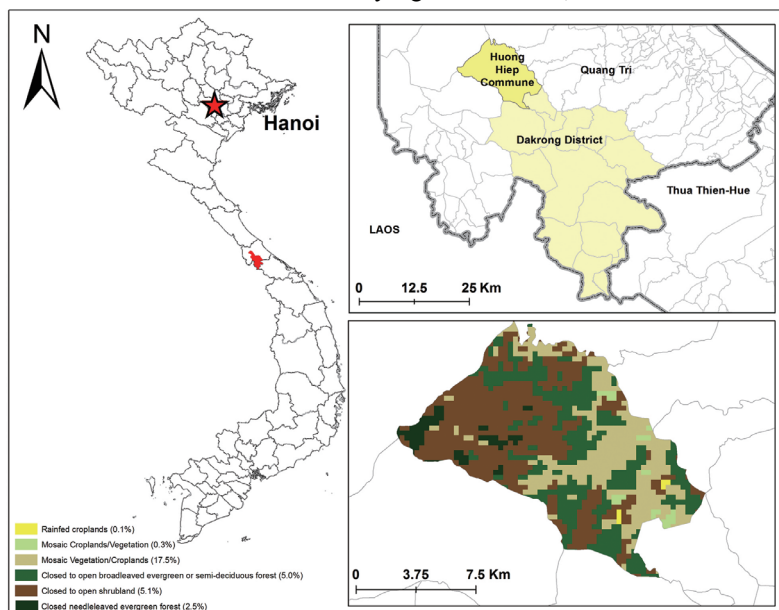 N
Hanoi
Huong
Hiep
Commune
Quang Tri
Dakrong District
Thua Thien-Hue
LAOS
0 12.5 25 Km
Rainfed croplands (0.1%)
Mosaic Croplands/Vegetation (0.3%)
Mosaic Vegetation/Croplands (17.5%)
Closed to open broadleaved evergreen or semi-deciduous forest (5.0%)
Closed to open shrubland (5.1%)
Closed needleleaved evergreen forest (2.5%)
0 3.75 7.5 Km